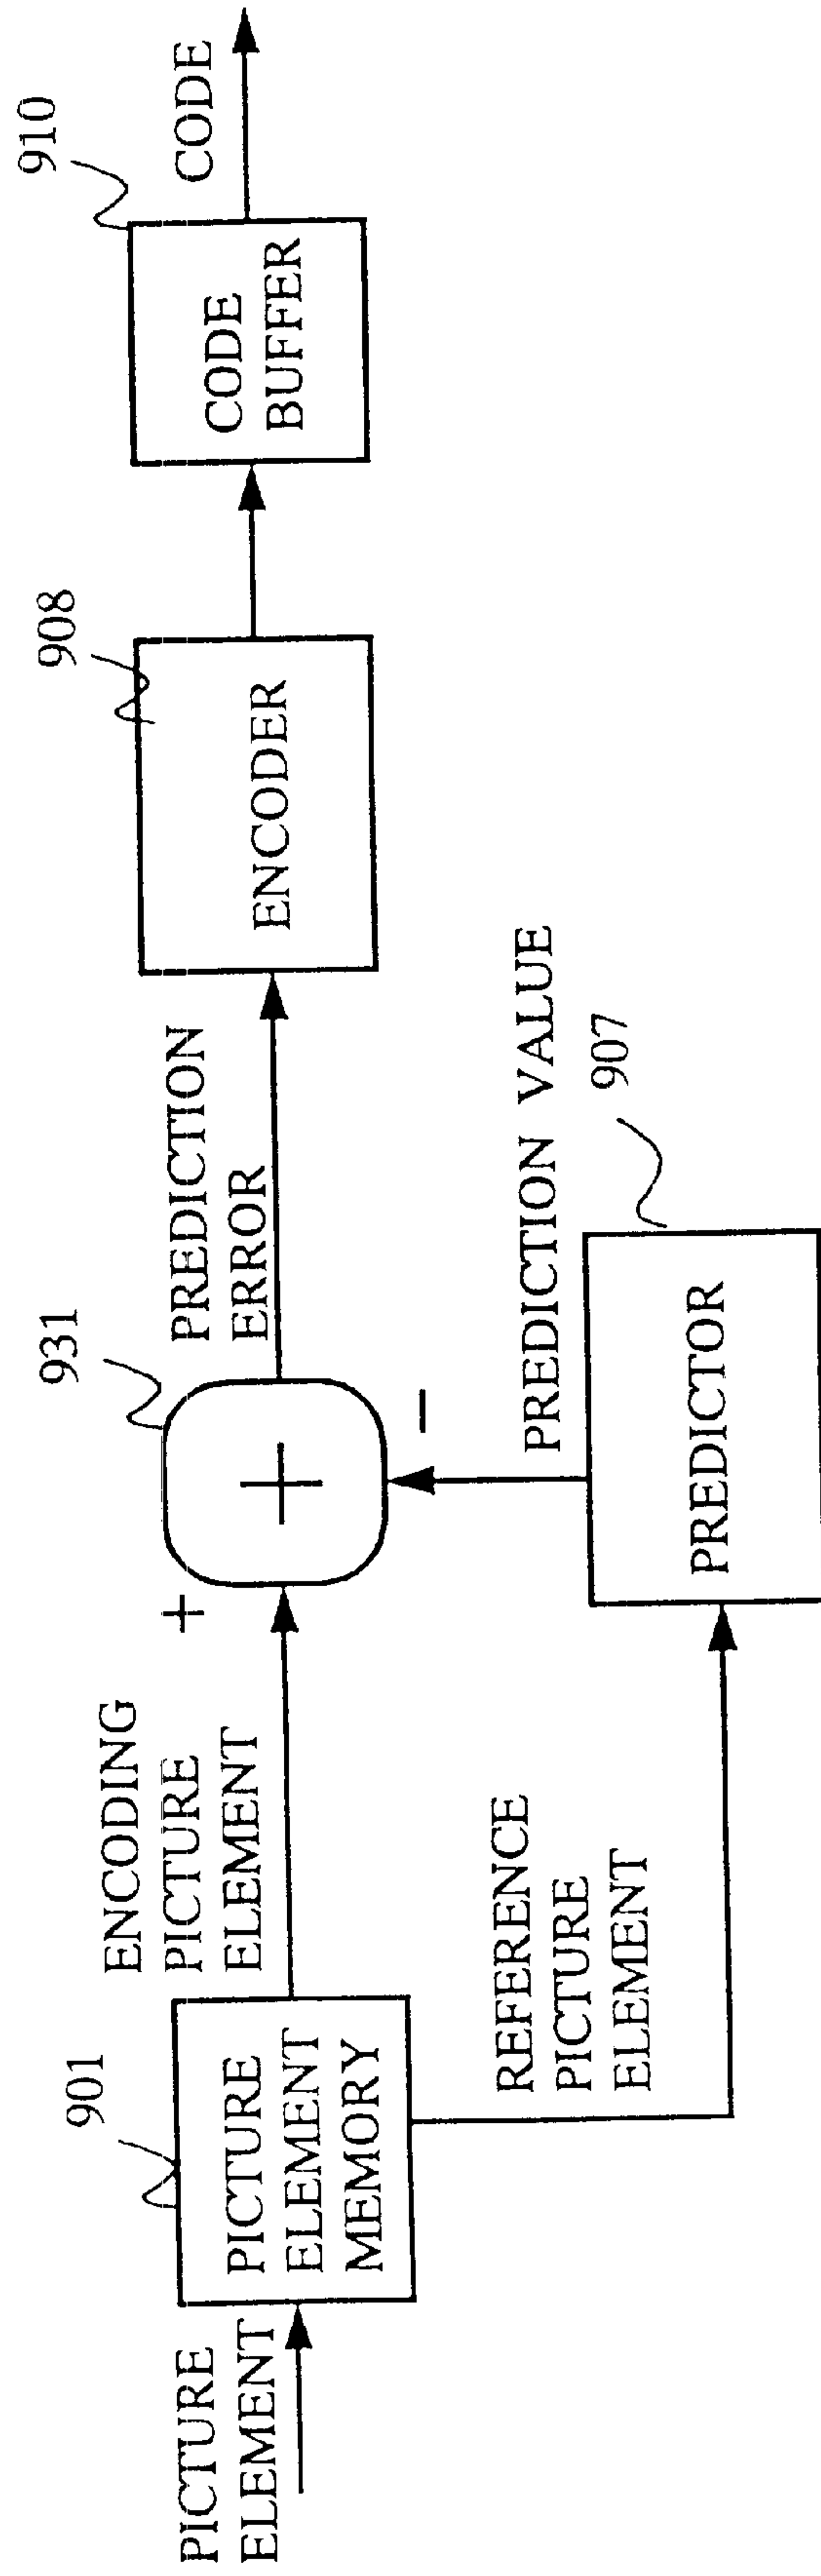 PICTURE
ELEMENT
901
PICTURE
ELEMENT
MEMORY
ENCODING
PICTURE
ELEMENT
REFERENCE
PICTURE
ELEMENT
+
931
+
−
PREDICTION
ERROR
PREDICTION VALUE
907
PREDICTOR
908
ENCODER
910
CODE
BUFFER
CODE